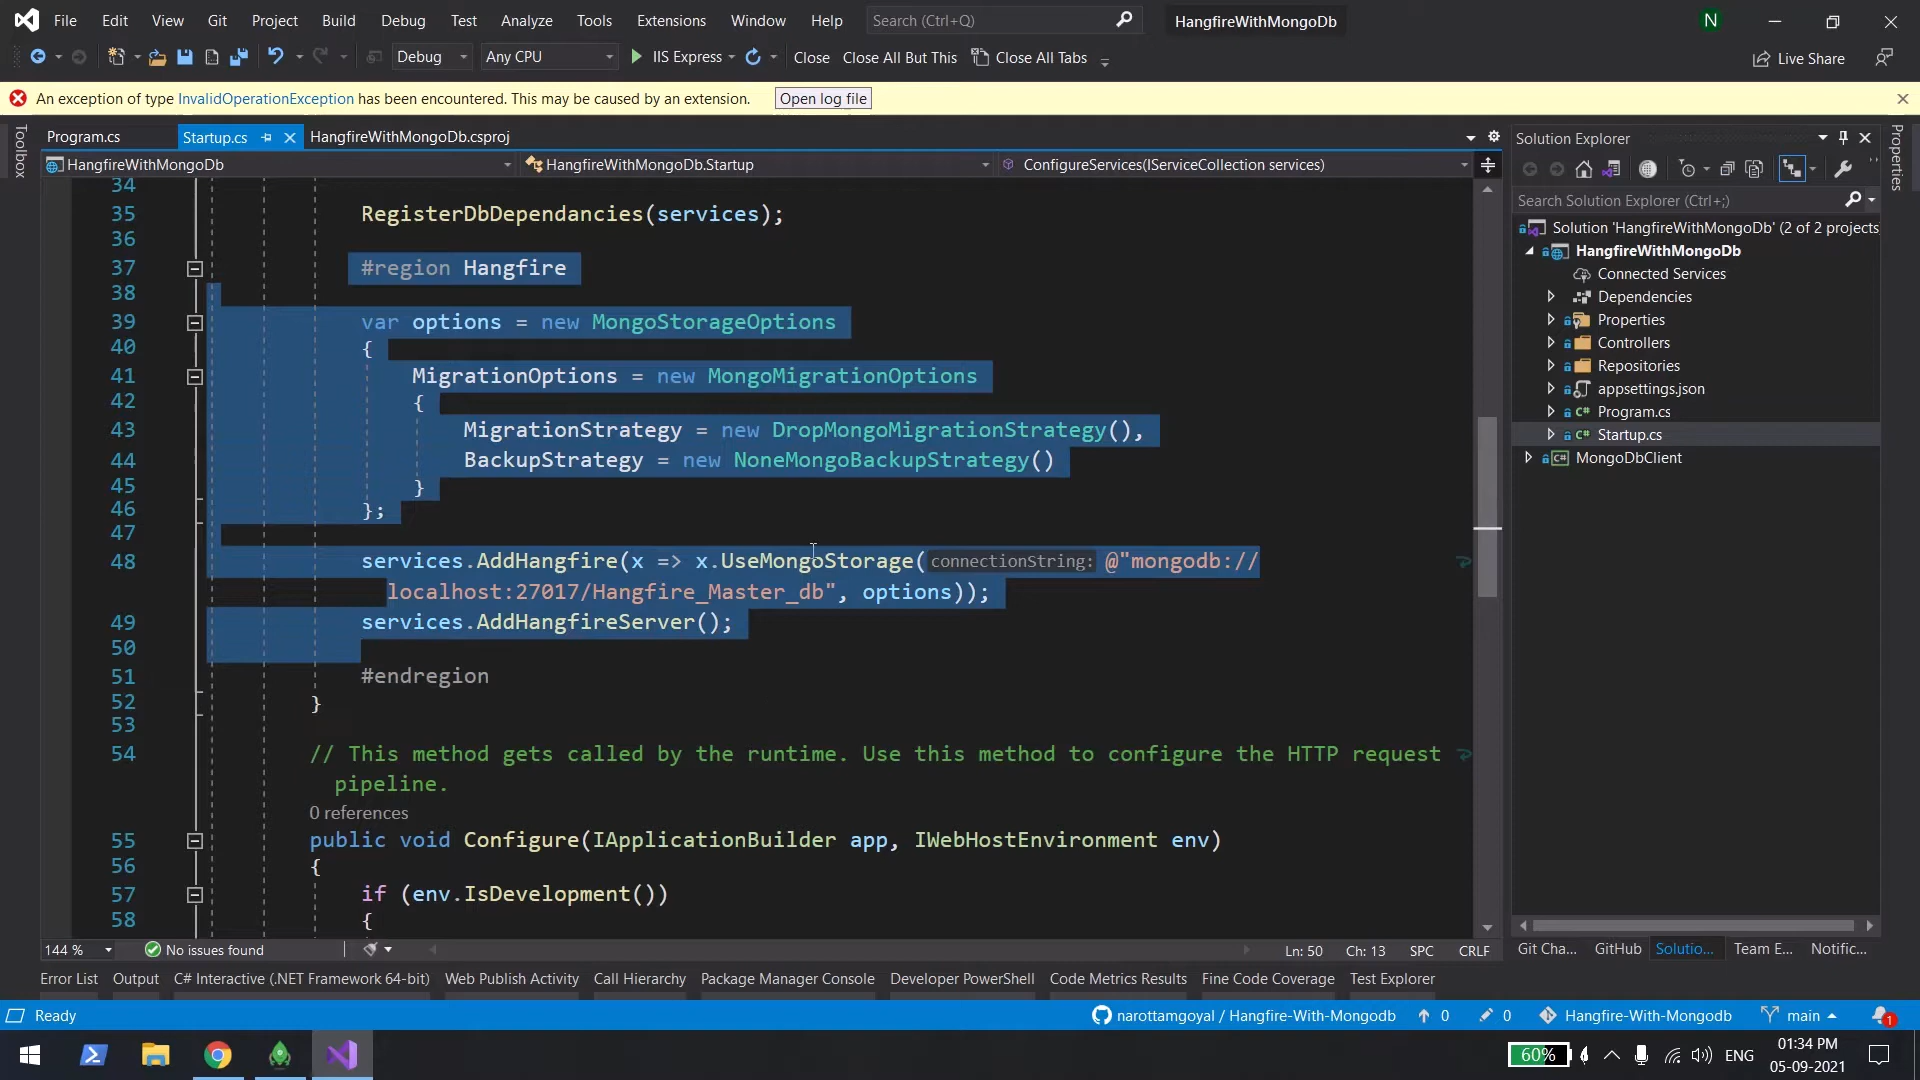 File Edit View Git Project Build Debug Test Analyze Tools Extensions Window Help Search (Ctrl+Q) HangfireWithMongoDb N
Debug Any CPU IIS Express Close Close All But This Close All Tabs Live Share
An exception of type InvalidOperationException has been encountered. This may be caused by an extension. Open log file
Toolbox
Program.cs Startup.cs HangfireWithMongoDb.csproj
HangfireWithMongoDb HangfireWithMongoDb.Startup ConfigureServices(IServiceCollection services)
34
35 RegisterDbDependancies(services);
36
37 #region Hangfire
38
39 var options = new MongoStorageOptions
40 {
41 MigrationOptions = new MongoMigrationOptions
42 {
43 MigrationStrategy = new DropMongoMigrationStrategy(),
44 BackupStrategy = new NoneMongoBackupStrategy()
45 }
46 };
47
48 services.AddHangfire(x => x.UseMongoStorage(connectionString: @"mongodb://
localhost:27017/Hangfire_Master_db", options));
49 services.AddHangfireServer();
50
51 #endregion
52 }
53
54 // This method gets called by the runtime. Use this method to configure the HTTP request
pipeline.
0 references
55 public void Configure(IApplicationBuilder app, IWebHostEnvironment env)
56 {
57 if (env.IsDevelopment())
58 {
144 % No issues found Ln: 50 Ch: 13 SPC CRLF
Solution Explorer
Search Solution Explorer (Ctrl+;)
Solution 'HangfireWithMongoDb' (2 of 2 projects
HangfireWithMongoDb
Connected Services
Dependencies
Properties
Controllers
Repositories
appsettings.json
Program.cs
Startup.cs
MongoDbClient
Git Cha... GitHub Solutio... Team E... Notific...
Properties
Error List Output C# Interactive (.NET Framework 64-bit) Web Publish Activity Call Hierarchy Package Manager Console Developer PowerShell Code Metrics Results Fine Code Coverage Test Explorer
Ready narottamgoyal / Hangfire-With-Mongodb 0 0 Hangfire-With-Mongodb main 1
60% ENG 01:34 PM
05-09-2021